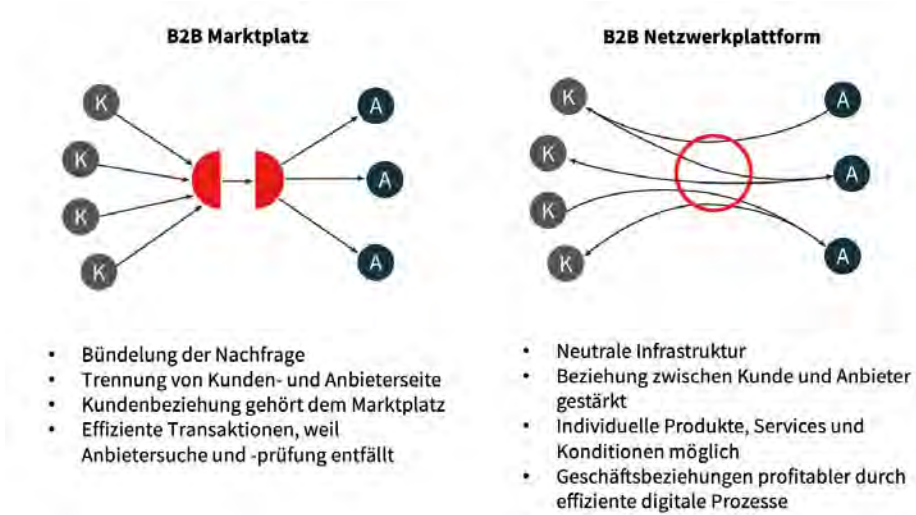 B2B Marktplatz
K
K
K
K
A
A
A
• Bündelung der Nachfrage
• Trennung von Kunden- und Anbieterseite
• Kundenbeziehung gehört dem Marktplatz
• Effiziente Transaktionen, weil
Anbietersuche und -prüfung entfällt
B2B Netzwerkplattform
K
K
K
K
A
A
A
• Neutrale Infrastruktur
• Beziehung zwischen Kunde und Anbieter
gestärkt
• Individuelle Produkte, Services und
Konditionen möglich
• Geschäftsbeziehungen profitabler durch
effiziente digitale Prozesse